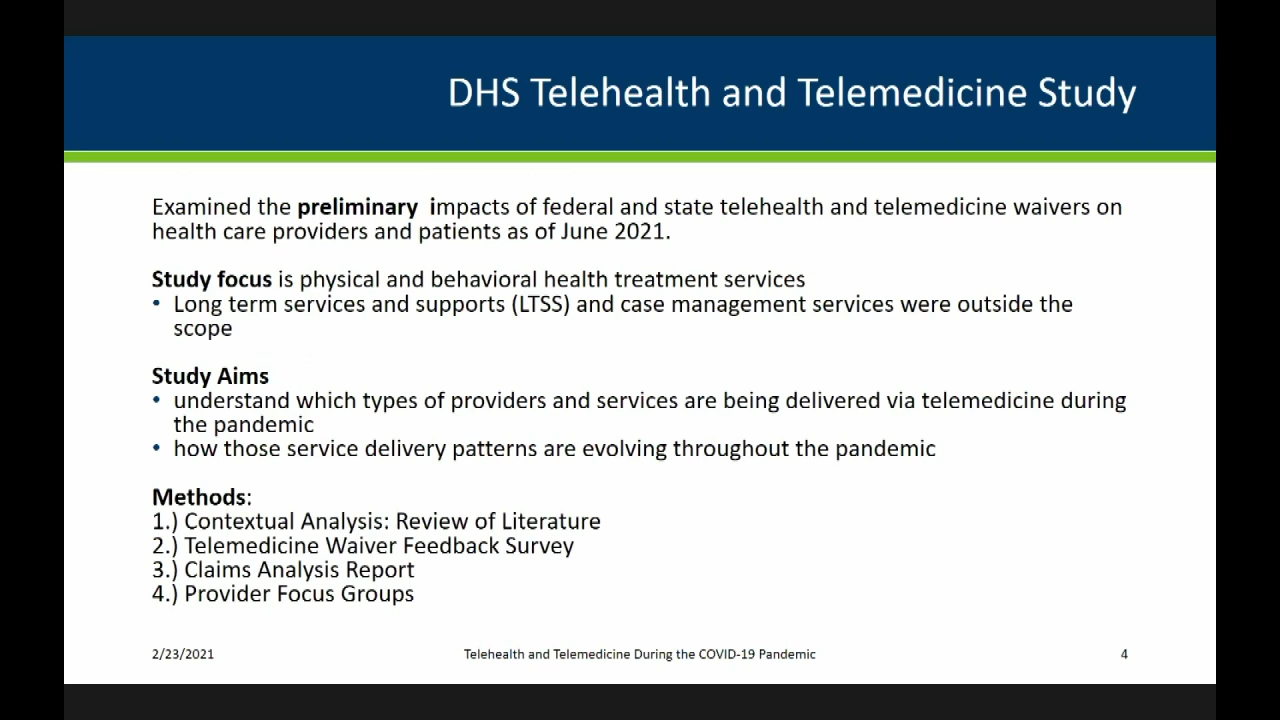 DHS Telehealth and Telemedicine Study
Examined the preliminary  impacts of federal and state telehealth and telemedicine waivers on
health care providers and patients as of June 2021.
Study focus is physical and behavioral health treatment services
• Long term services and supports (LTSS) and case management services were outside the
scope
Study Aims
• understand which types of providers and services are being delivered via telemedicine during
the pandemic
• how those service delivery patterns are evolving throughout the pandemic
Methods:
1.) Contextual Analysis: Review of Literature
2.) Telemedicine Waiver Feedback Survey
3.) Claims Analysis Report
4.) Provider Focus Groups
2/23/2021 Telehealth and Telemedicine During the COVID-19 Pandemic 4